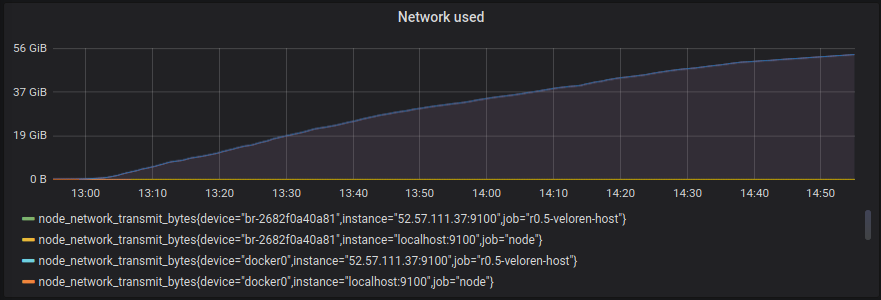 Network used
56 GiB
37 GiB
19 GiB
0 B
13:00 13:10 13:20 13:30 13:40 13:50 14:00 14:10 14:20 14:30 14:40 14:50
node_network_transmit_bytes{device="br-2682f0a40a81",instance="52.57.111.37:9100",job="r0.5-veloren-host"}
node_network_transmit_bytes{device="br-2682f0a40a81",instance="localhost:9100",job="node"}
node_network_transmit_bytes{device="docker0",instance="52.57.111.37:9100",job="r0.5-veloren-host"}
node_network_transmit_bytes{device="docker0",instance="localhost:9100",job="node"}